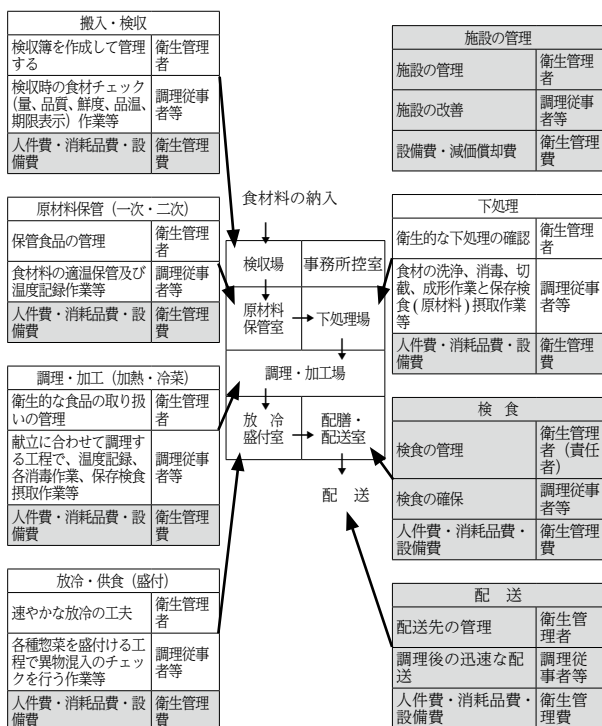 搬入・検収
検収簿を作成して管理
する
衛生管理
者
検収時の食材チェック
(量、品質、鮮度、品温、
期限表示)作業等
調理従事
者等
人件費・消耗品費・設
備費
衛生管理
費
原材料保管（一次・二次）
保管食品の管理
衛生管理
者
食材料の適温保管及び
温度記録作業等
調理従事
者等
人件費・消耗品費・設
備費
衛生管理
費
調理・加工（加熱・冷菜）
衛生的な食品の取り扱
いの管理
衛生管理
者
献立に合わせて調理す
る工程で、温度記録、
各消毒作業、保存検食
摂取作業等
調理従事
者等
人件費・消耗品費・設
備費
衛生管理
費
放冷・供食（盛付）
速やかな放冷の工夫
衛生管理
者
各種惣菜を盛付ける工
程で異物混入のチェッ
クを行う作業等
調理従事
者等
人件費・消耗品費・設
備費
衛生管理
費
食材料の納入
検収場
事務所控室
原材料
保管室
下処理場
調理・加工場
放　冷
盛付室
配膳・
配送室
配　送
施設の管理
施設の管理
衛生管理
者
施設の改善
調理従事
者等
設備費・減価償却費
衛生管理
費
下処理
衛生的な下処理の確認
衛生管理
者
食材の洗浄、消毒、切
截、成形作業と保存検
食(原材料)摂取作業
等
調理従事
者等
人件費・消耗品費・設
備費
衛生管理
費
検　食
検食の管理
衛生管理
者（責任
者）
検食の確保
調理従事
者等
人件費・消耗品費・
設備費
衛生管理
費
配　送
配送先の管理
衛生管
理者
調理後の迅速な配
送
調理従
事者等
人件費・消耗品費・
設備費
衛生管
理費